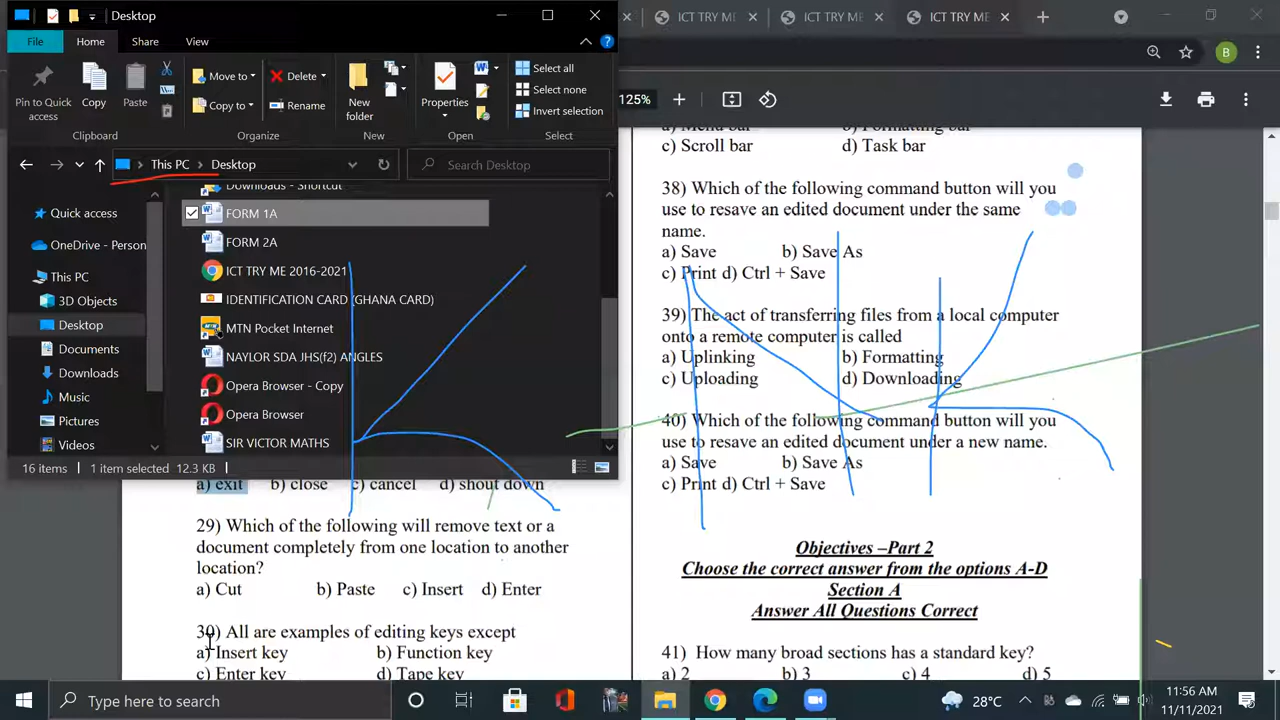 Desktop
ICT TRY ME
ICT TRY ME
ICT TRY ME
File
Home
Share
View
B
Pin to Quick access
Copy
Paste
Move to
Copy to
Delete
Rename
New folder
Properties
Select all
Select none
Invert selection
Clipboard
Organize
New
Open
Select
125%
This PC
Desktop
Search Desktop
Quick access
OneDrive - Person
This PC
3D Objects
Desktop
Documents
Downloads
Music
Pictures
Videos
Downloads - Shortcut
FORM 1A
FORM 2A
ICT TRY ME 2016-2021
IDENTIFICATION CARD (GHANA CARD)
MTN Pocket Internet
NAYLOR SDA JHS(f2) ANGLES
Opera Browser - Copy
Opera Browser
SIR VICTOR MATHS
16 items
1 item selected
12.3 KB
a) exit b) close c) cancel d) shout down
29) Which of the following will remove text or a
document completely from one location to another
location?
a) Cut b) Paste c) Insert d) Enter
30) All are examples of editing keys except
a) Insert key b) Function key
c) Enter key d) Tape key
a) Menu bar b) Formatting bar
c) Scroll bar d) Task bar
38) Which of the following command button will you
use to resave an edited document under the same
name.
a) Save b) Save As
c) Print d) Ctrl + Save
39) The act of transferring files from a local computer
onto a remote computer is called
a) Uplinking b) Formatting
c) Uploading d) Downloading
40) Which of the following command button will you
use to resave an edited document under a new name.
a) Save b) Save As
c) Print d) Ctrl + Save
Objectives –Part 2
Choose the correct answer from the options A-D
Section A
Answer All Questions Correct
41) How many broad sections has a standard key?
a) 2 b) 3 c) 4 d) 5
Type here to search
28°C
11:56 AM
11/11/2021